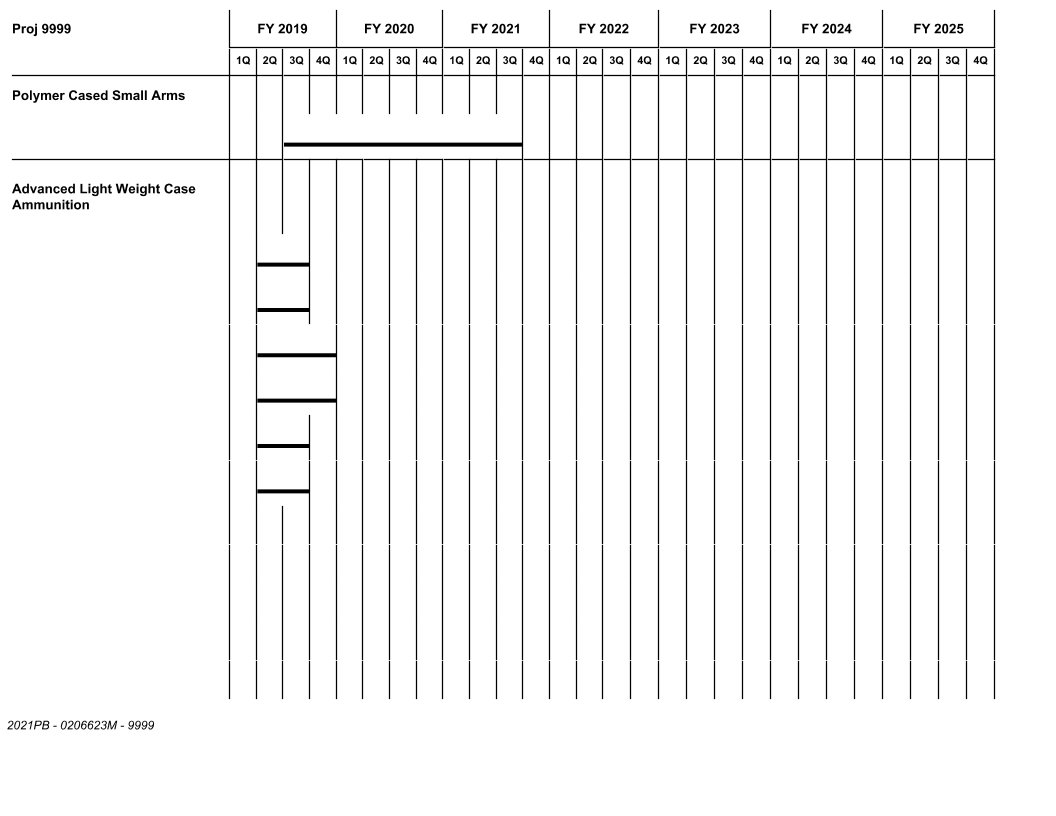 Proj 9999 FY 2019 FY 2020 FY 2021 FY 2022 FY 2023 FY 2024 FY 2025
1Q 2Q 3Q 4Q 1Q 2Q 3Q 4Q 1Q 2Q 3Q 4Q 1Q 2Q 3Q 4Q 1Q 2Q 3Q 4Q 1Q 2Q 3Q 4Q 1Q 2Q 3Q 4Q
Polymer Cased Small Arms
Advanced Light Weight Case
Ammunition
2021PB - 0206623M - 9999